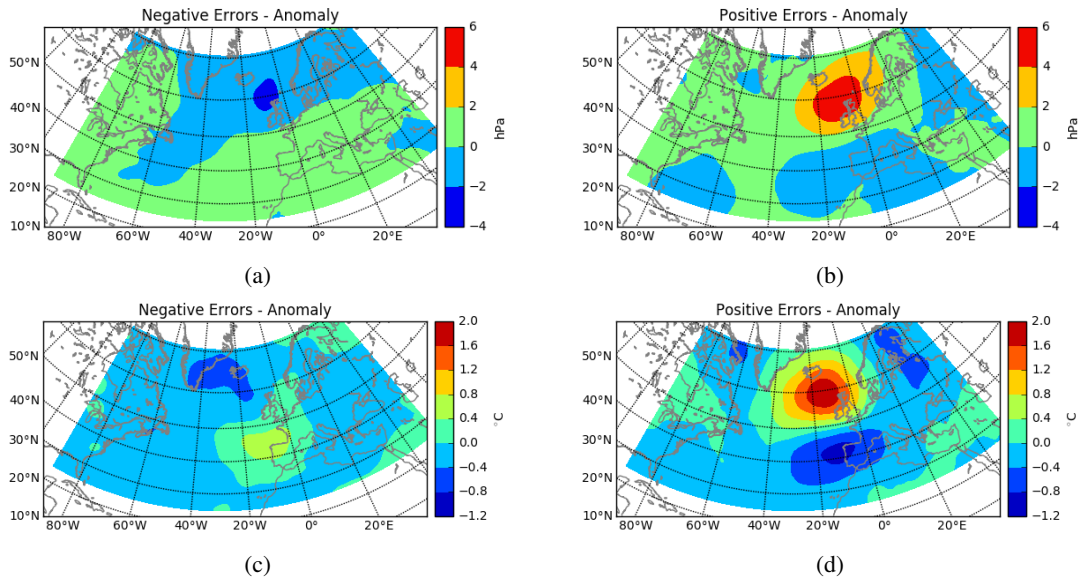 Negative Errors - Anomaly
50°N
40°N
30°N
20°N
10°N
80°W 60°W 40°W 20°W 0° 20°E
6
4
2
0
−2
−4
hPa
(a)
Positive Errors - Anomaly
50°N
40°N
30°N
20°N
10°N
80°W 60°W 40°W 20°W 0° 20°E
6
4
2
0
−2
−4
hPa
(b)
Negative Errors - Anomaly
50°N
40°N
30°N
20°N
10°N
80°W 60°W 40°W 20°W 0° 20°E
2.0
1.6
1.2
0.8
0.4
0.0
−0.4
−0.8
−1.2
°C
(c)
Positive Errors - Anomaly
50°N
40°N
30°N
20°N
10°N
80°W 60°W 40°W 20°W 0° 20°E
2.0
1.6
1.2
0.8
0.4
0.0
−0.4
−0.8
−1.2
°C
(d)